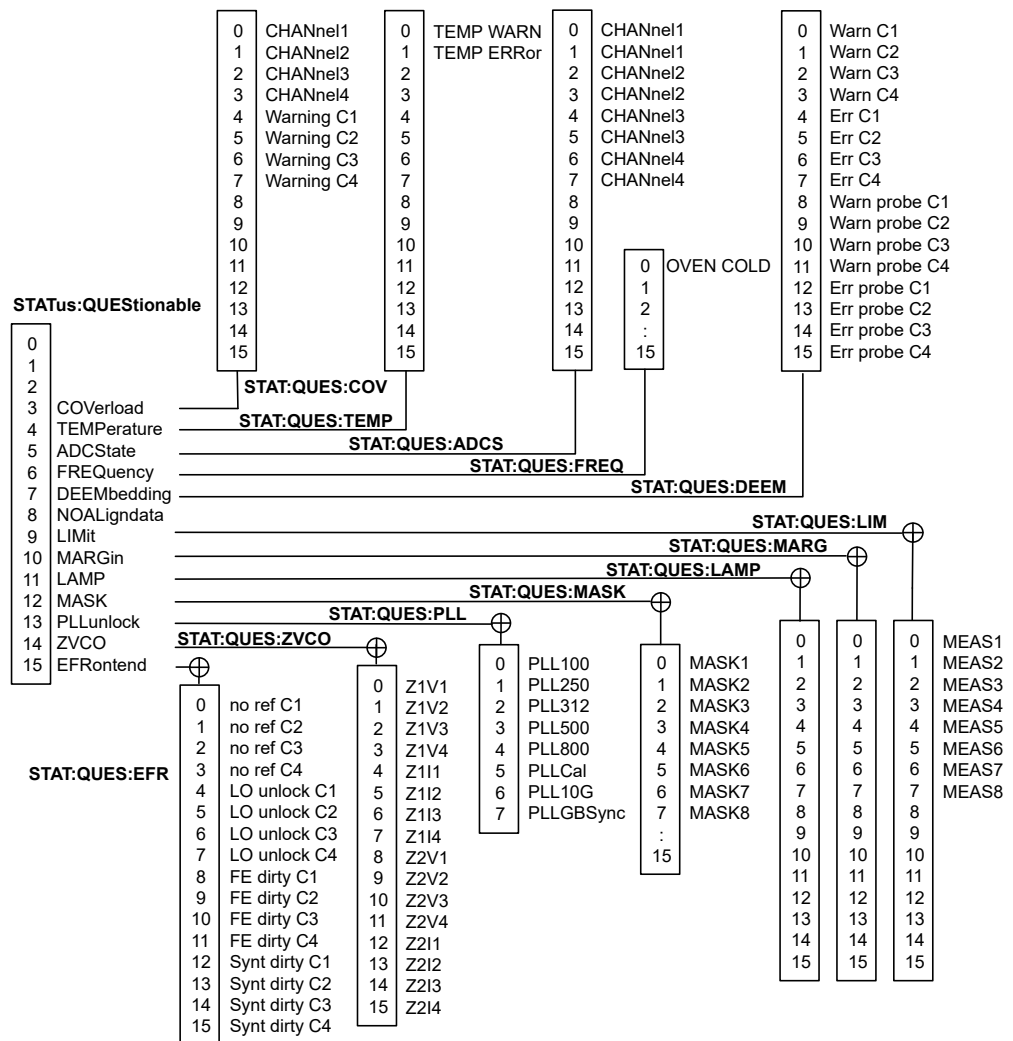 0 CHANnel1
1 CHANnel2
2 CHANnel3
3 CHANnel4
4 Warning C1
5 Warning C2
6 Warning C3
7 Warning C4
8
9
10
11
12
13
14
15
0 TEMP WARN
1 TEMP ERRor
2
3
4
5
6
7
8
9
10
11
12
13
14
15
0 CHANnel1
1 CHANnel1
2 CHANnel2
3 CHANnel2
4 CHANnel3
5 CHANnel3
6 CHANnel4
7 CHANnel4
8
9
10
11
12
13
14
15
0 OVEN COLD
1
2
:
15
0 Warn C1
1 Warn C2
2 Warn C3
3 Warn C4
4 Err C1
5 Err C2
6 Err C3
7 Err C4
8 Warn probe C1
9 Warn probe C2
10 Warn probe C3
11 Warn probe C4
12 Err probe C1
13 Err probe C2
14 Err probe C3
15 Err probe C4
STATus:QUEStionable
0
1
2
3 COVerload
4 TEMPerature
5 ADCState
6 FREQuency
7 DEEMbedding
8 NOALigndata
9 LIMit
10 MARGin
11 LAMP
12 MASK
13 PLLunlock
14 ZVCO
15 EFRontend
STAT:QUES:COV
STAT:QUES:TEMP
STAT:QUES:ADCS
STAT:QUES:FREQ
STAT:QUES:DEEM
STAT:QUES:LIM
STAT:QUES:MARG
STAT:QUES:LAMP
STAT:QUES:MASK
STAT:QUES:PLL
STAT:QUES:ZVCO
STAT:QUES:EFR
0 no ref C1
1 no ref C2
2 no ref C3
3 no ref C4
4 LO unlock C1
5 LO unlock C2
6 LO unlock C3
7 LO unlock C4
8 FE dirty C1
9 FE dirty C2
10 FE dirty C3
11 FE dirty C4
12 Synt dirty C1
13 Synt dirty C2
14 Synt dirty C3
15 Synt dirty C4
0 Z1V1
1 Z1V2
2 Z1V3
3 Z1V4
4 Z1I1
5 Z1I2
6 Z1I3
7 Z1I4
8 Z2V1
9 Z2V2
10 Z2V3
11 Z2V4
12 Z2I1
13 Z2I2
14 Z2I3
15 Z2I4
0 PLL100
1 PLL250
2 PLL312
3 PLL500
4 PLL800
5 PLLCal
6 PLL10G
7 PLLGBSync
0 MASK1
1 MASK2
2 MASK3
3 MASK4
4 MASK5
5 MASK6
6 MASK7
7 MASK8
:
15
0 0 0 MEAS1
1 1 1 MEAS2
2 2 2 MEAS3
3 3 3 MEAS4
4 4 4 MEAS5
5 5 5 MEAS6
6 6 6 MEAS7
7 7 7 MEAS8
8 8 8
9 9 9
10 10 10
11 11 11
12 12 12
13 13 13
14 14 14
15 15 15